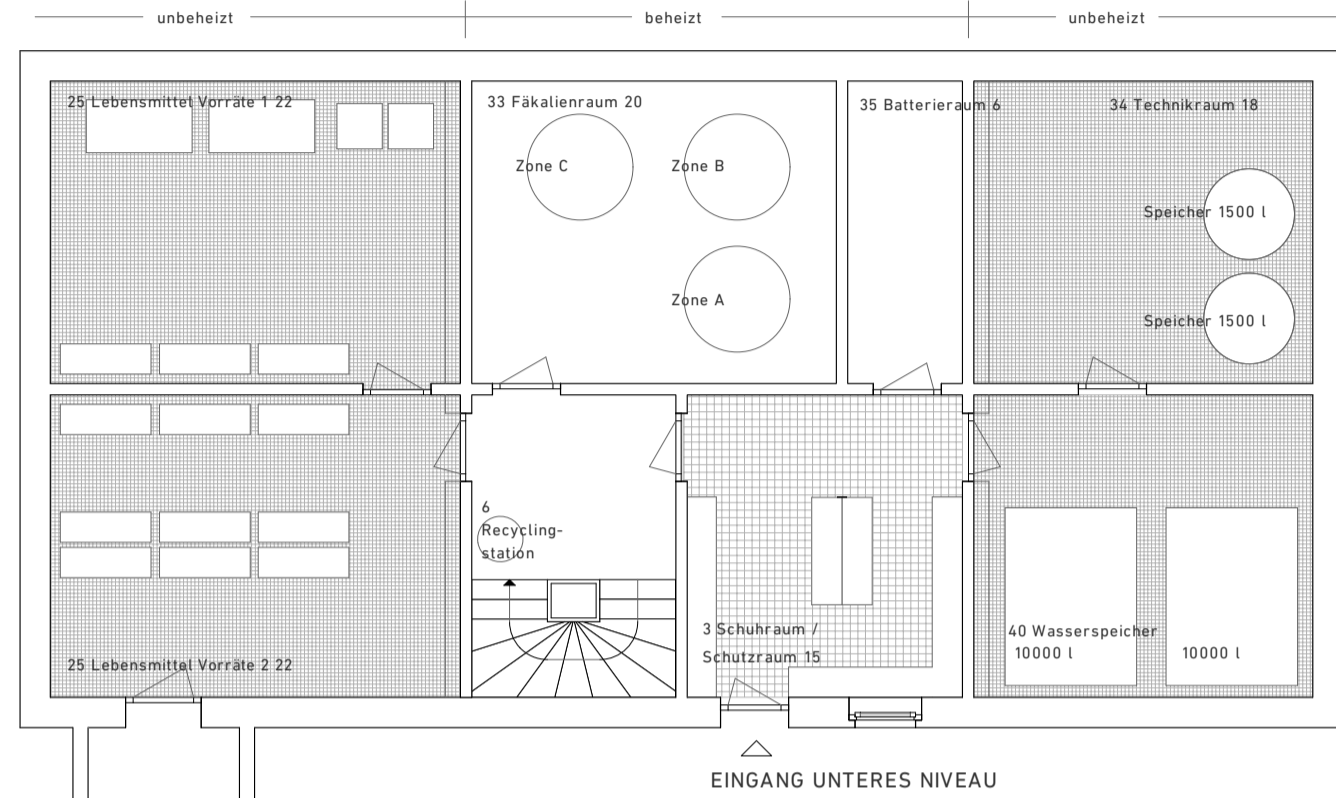 unbeheizt
beheizt
unbeheizt
25 Lebensmittel Vorräte 1 22
33 Fäkalienraum 20
35 Batterieraum 6
34 Technikraum 18
Zone C
Zone B
Speicher 1500 l
Zone A
Speicher 1500 l
6
Recycling-
station
3 Schuhraum /
Schutzraum 15
40 Wasserspeicher
10000 l
10000 l
25 Lebensmittel Vorräte 2 22
EINGANG UNTERES NIVEAU